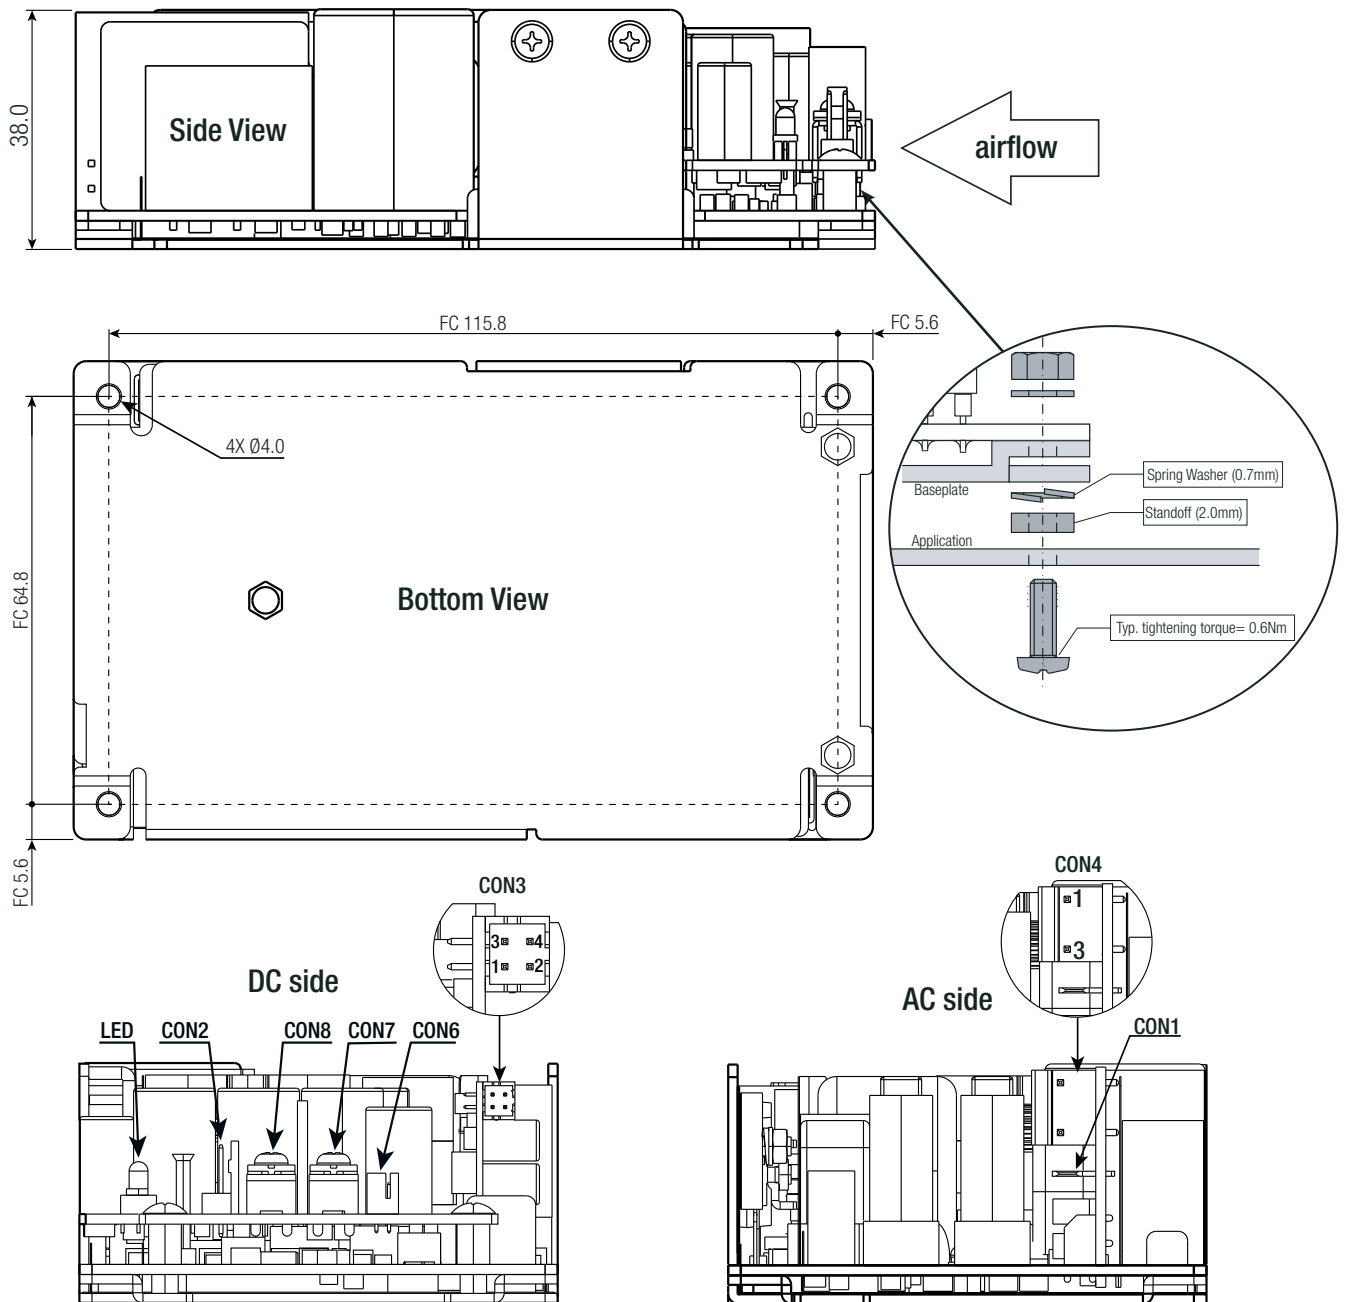 38.0
Side View
airflow
FC 115.8
FC 5.6
4X Ø4.0
Spring Washer (0.7mm)
Baseplate
Standoff (2.0mm)
Application
FC 64.8
Bottom View
Typ. tightening torque= 0.6Nm
FC 5.6
CON3
3 4
1 2
CON4
1
3
DC side
AC side
LED
CON2
CON8
CON7
CON6
CON1